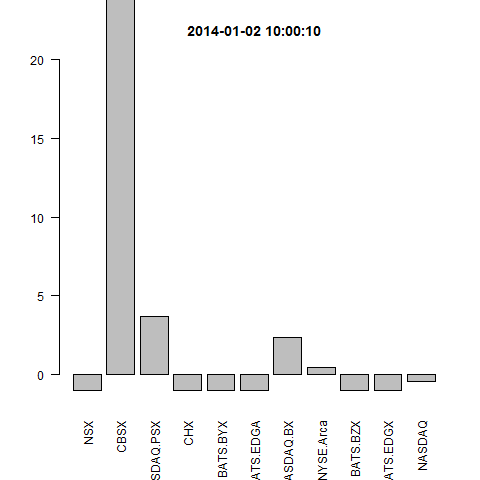 2014-01-02 10:00:10
20
15
10
5
0
NSX
CBSX
SDAQ.PSX
CHX
BATS.BYX
ATS.EDGA
ASDAQ.BX
NYSE.Arca
BATS.BZX
ATS.EDGX
NASDAQ